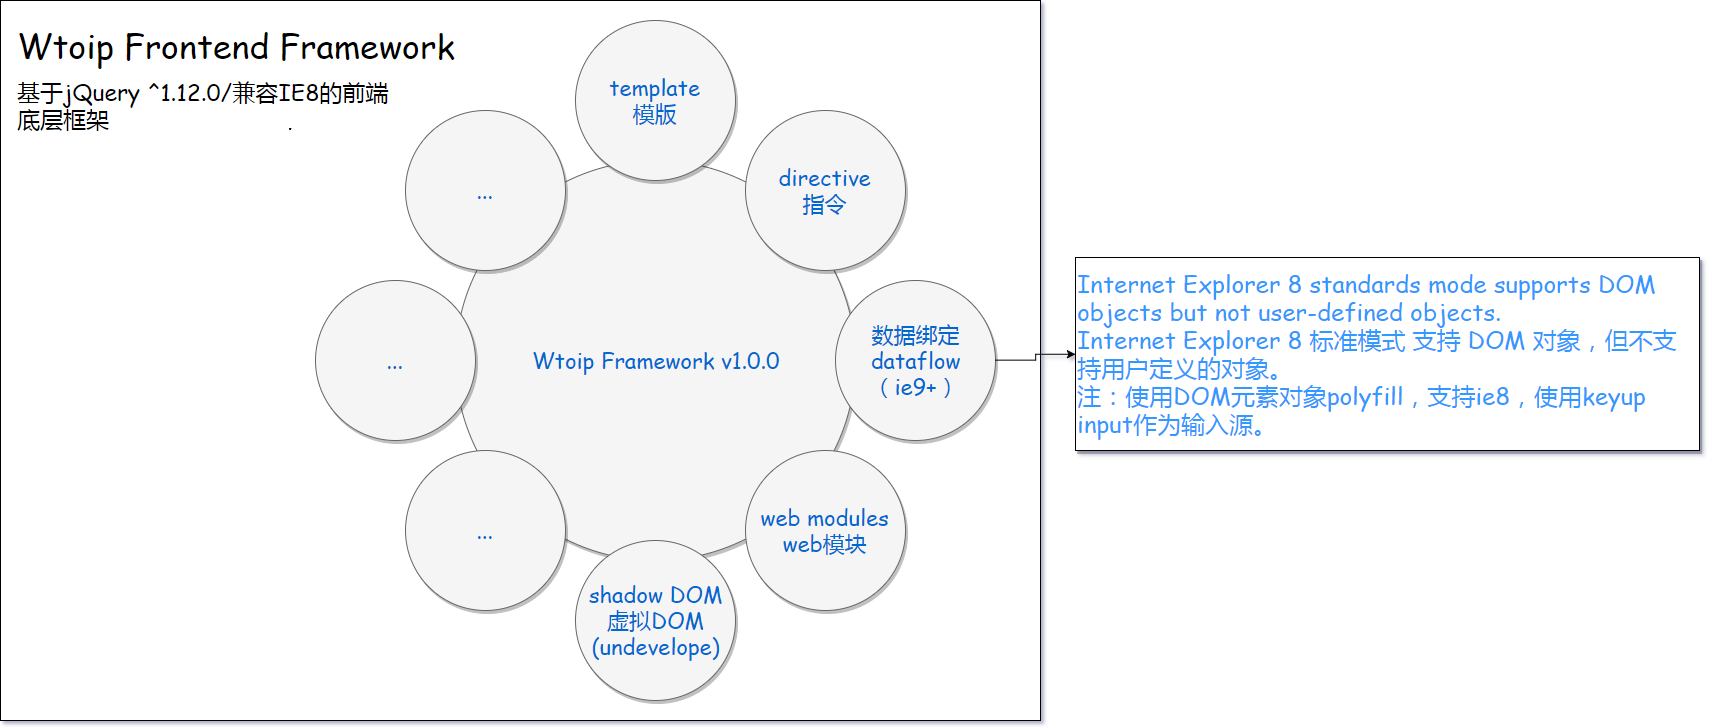 Wtoip Frontend Framework
基于jQuery ^1.12.0/兼容IE8的前端
底层框架
.
template
模版
directive
指令
数据绑定
dataflow
（ie9+）
web modules
web模块
shadow DOM
虚拟DOM
(undevelope)
...
...
...
Wtoip Framework v1.0.0
Internet Explorer 8 standards mode supports DOM
objects but not user-defined objects.
Internet Explorer 8 标准模式 支持 DOM 对象，但不支
持用户定义的对象。
注：使用DOM元素对象polyfill，支持ie8，使用keyup
input作为输入源。